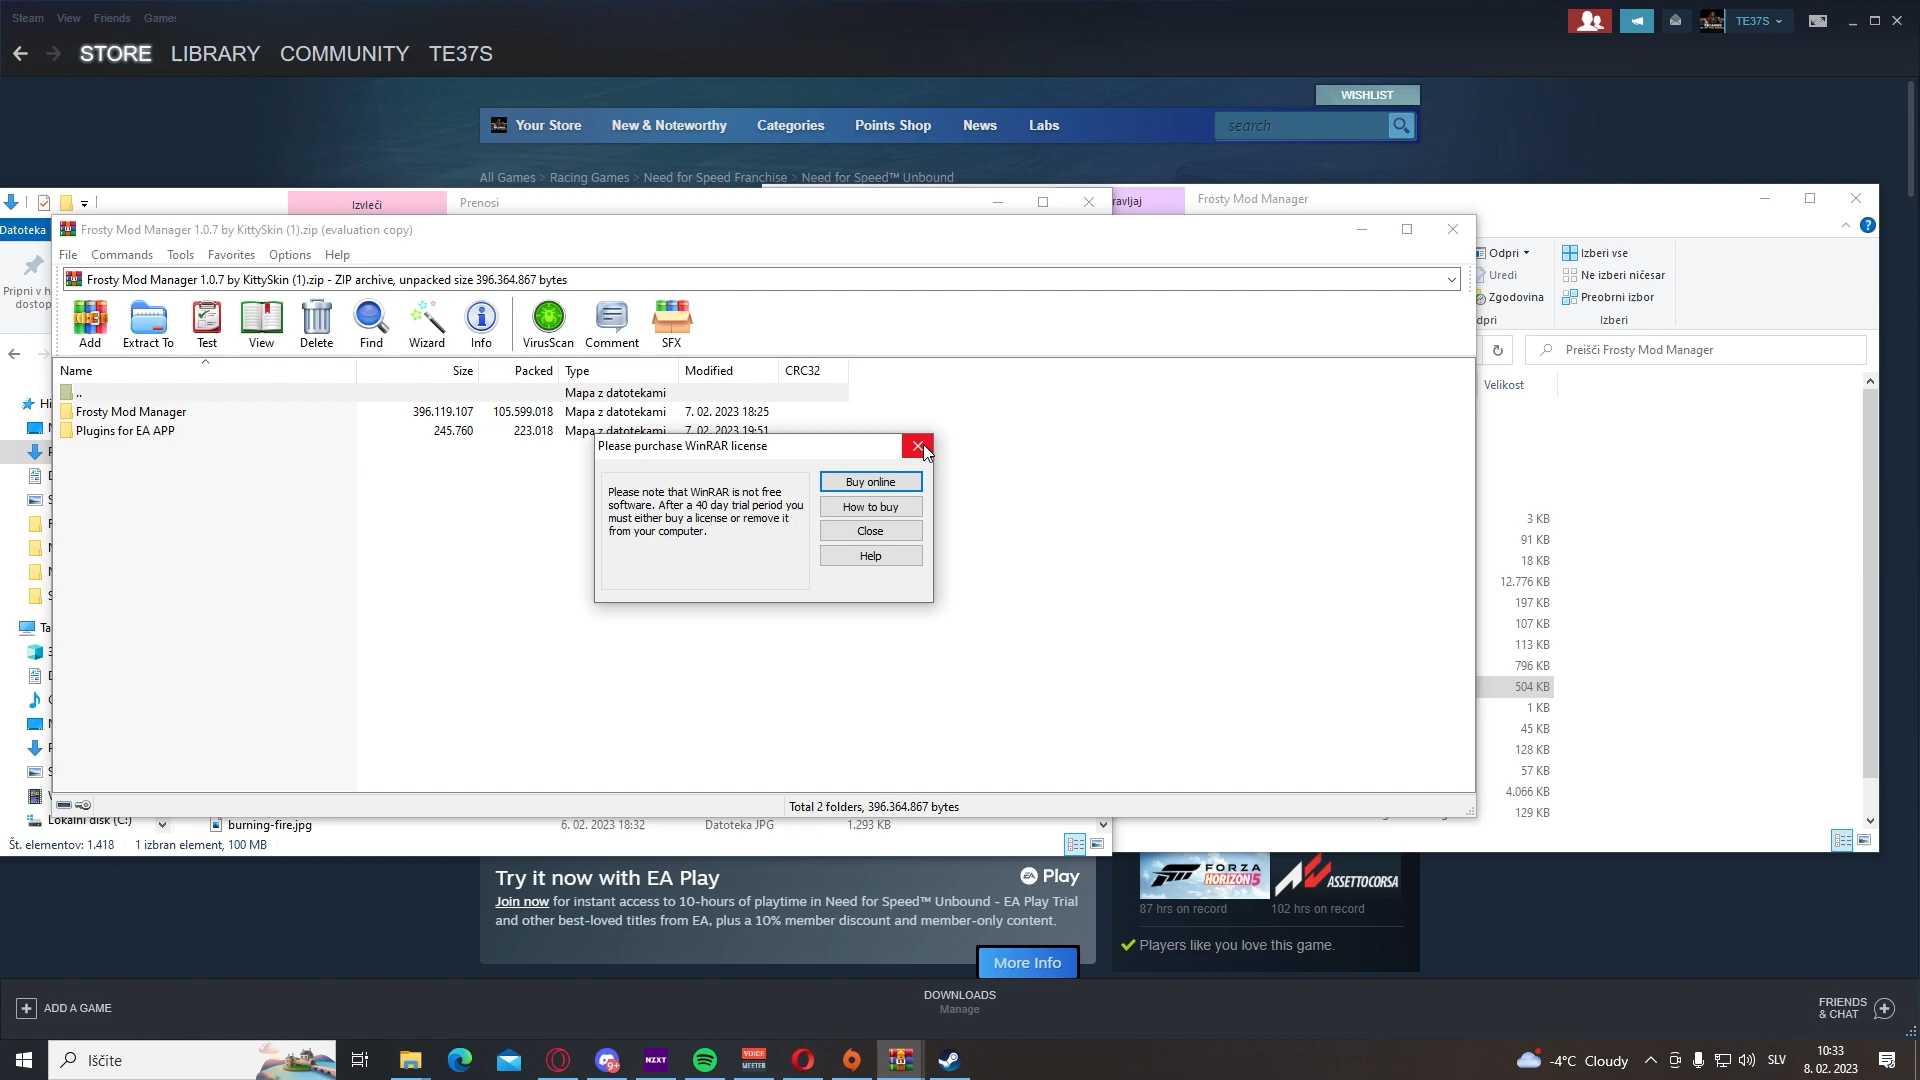 Steam View Friends Games
TE37S
STORE LIBRARY COMMUNITY TE37S
WISHLIST
Your Store New & Noteworthy Categories Points Shop News Labs search
All Games > Racing Games > Need for Speed Franchise > Need for Speed™ Unbound
Izvleči Prenosi
ravljaj Frosty Mod Manager
Datoteka
Frosty Mod Manager 1.0.7 by KittySkin (1).zip (evaluation copy)
File Commands Tools Favorites Options Help
Odpri Izberi vse
Frosty Mod Manager 1.0.7 by KittySkin (1).zip - ZIP archive, unpacked size 396.364.867 bytes
Uredi Ne izberi ničesar
Pripni v h
dostop
Zgodovina Preobrni izbor
dpri Izberi
Add Extract To Test View Delete Find Wizard Info VirusScan Comment SFX
Preišči Frosty Mod Manager
Name Size Packed Type Modified CRC32
Velikost
.. Mapa z datotekami
Frosty Mod Manager 396.119.107 105.599.018 Mapa z datotekami 7. 02. 2023 18:25
Plugins for EA APP 245.760 223.018 Mapa z datotekami 7. 02. 2023 19:51
Please purchase WinRAR license
Please note that WinRAR is not free
software. After a 40 day trial period you
must either buy a license or remove it
from your computer.
Buy online
How to buy
Close
Help
3 KB
91 KB
18 KB
12.776 KB
197 KB
107 KB
113 KB
796 KB
504 KB
1 KB
45 KB
128 KB
57 KB
4.066 KB
129 KB
Total 2 folders, 396.364.867 bytes
Lokalni disk (C:)
burning-fire.jpg 6. 02. 2023 18:32 Datoteka JPG 1.293 KB
Št. elementov: 1.418 1 izbran element, 100 MB
Try it now with EA Play
EA Play
Join now for instant access to 10-hours of playtime in Need for Speed™ Unbound - EA Play Trial
and other best-loved titles from EA, plus a 10% member discount and member-only content.
More Info
FORZA
HORIZON 5
ASSETTO CORSA
87 hrs on record 102 hrs on record
Players like you love this game.
ADD A GAME
DOWNLOADS
Manage
FRIENDS
& CHAT
Iščite
NZXT
VOICE
MEETER
-4°C Cloudy
SLV
10:33
8. 02. 2023